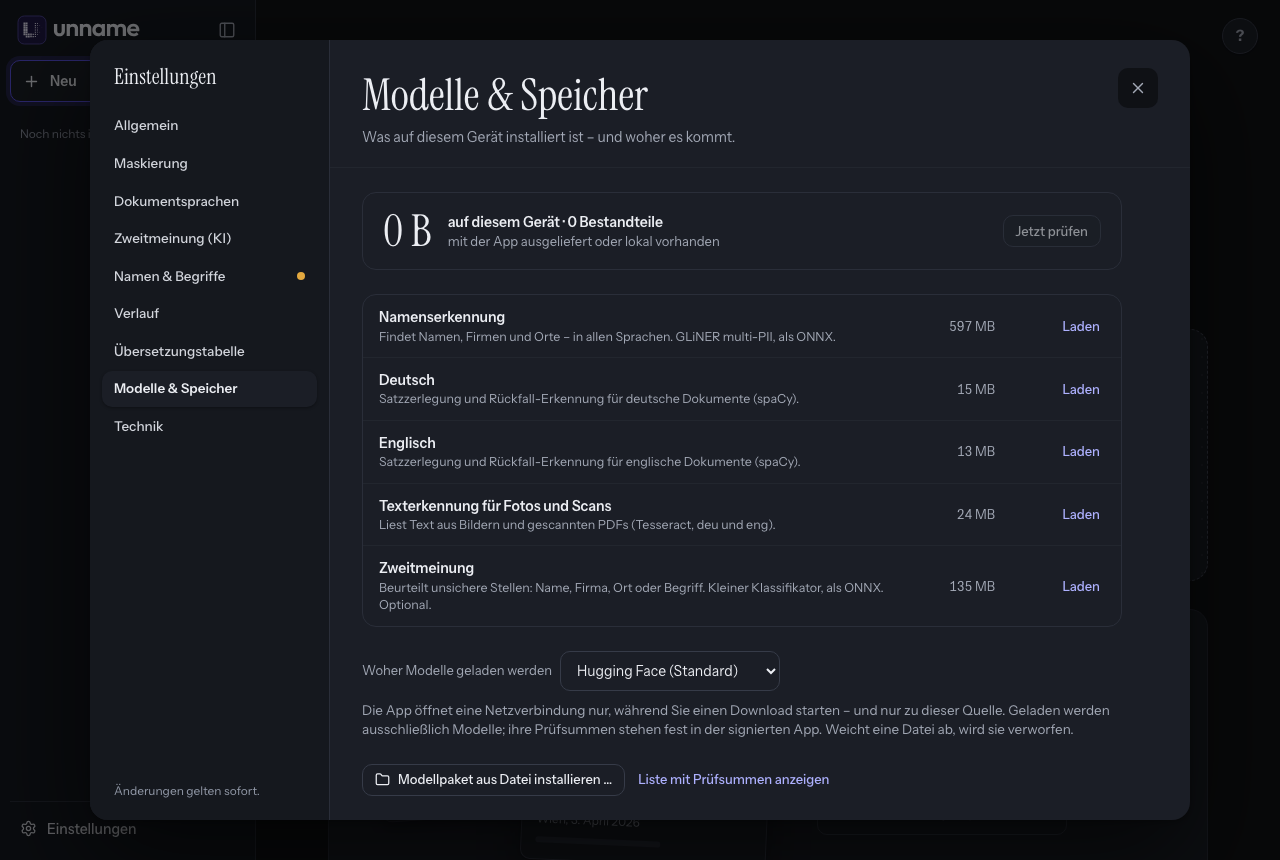 unname
?
Neu
Noch nichts
Einstellungen
Allgemein
Maskierung
Dokumentsprachen
Zweitmeinung (KI)
Namen & Begriffe
Verlauf
Übersetzungstabelle
Modelle & Speicher
Technik
Änderungen gelten sofort.
Einstellungen
Modelle & Speicher
Was auf diesem Gerät installiert ist – und woher es kommt.
0 B
auf diesem Gerät · 0 Bestandteile
mit der App ausgeliefert oder lokal vorhanden
Jetzt prüfen
Namenserkennung
Findet Namen, Firmen und Orte – in allen Sprachen. GLiNER multi-PII, als ONNX.
597 MB
Laden
Deutsch
Satzzerlegung und Rückfall-Erkennung für deutsche Dokumente (spaCy).
15 MB
Laden
Englisch
Satzzerlegung und Rückfall-Erkennung für englische Dokumente (spaCy).
13 MB
Laden
Texterkennung für Fotos und Scans
Liest Text aus Bildern und gescannten PDFs (Tesseract, deu und eng).
24 MB
Laden
Zweitmeinung
Beurteilt unsichere Stellen: Name, Firma, Ort oder Begriff. Kleiner Klassifikator, als ONNX.
Optional.
135 MB
Laden
Woher Modelle geladen werden
Hugging Face (Standard)
Die App öffnet eine Netzverbindung nur, während Sie einen Download starten – und nur zu dieser Quelle. Geladen werden
ausschließlich Modelle; ihre Prüfsummen stehen fest in der signierten App. Weicht eine Datei ab, wird sie verworfen.
Modellpaket aus Datei installieren ...
Liste mit Prüfsummen anzeigen
Wien, 3. April 2026